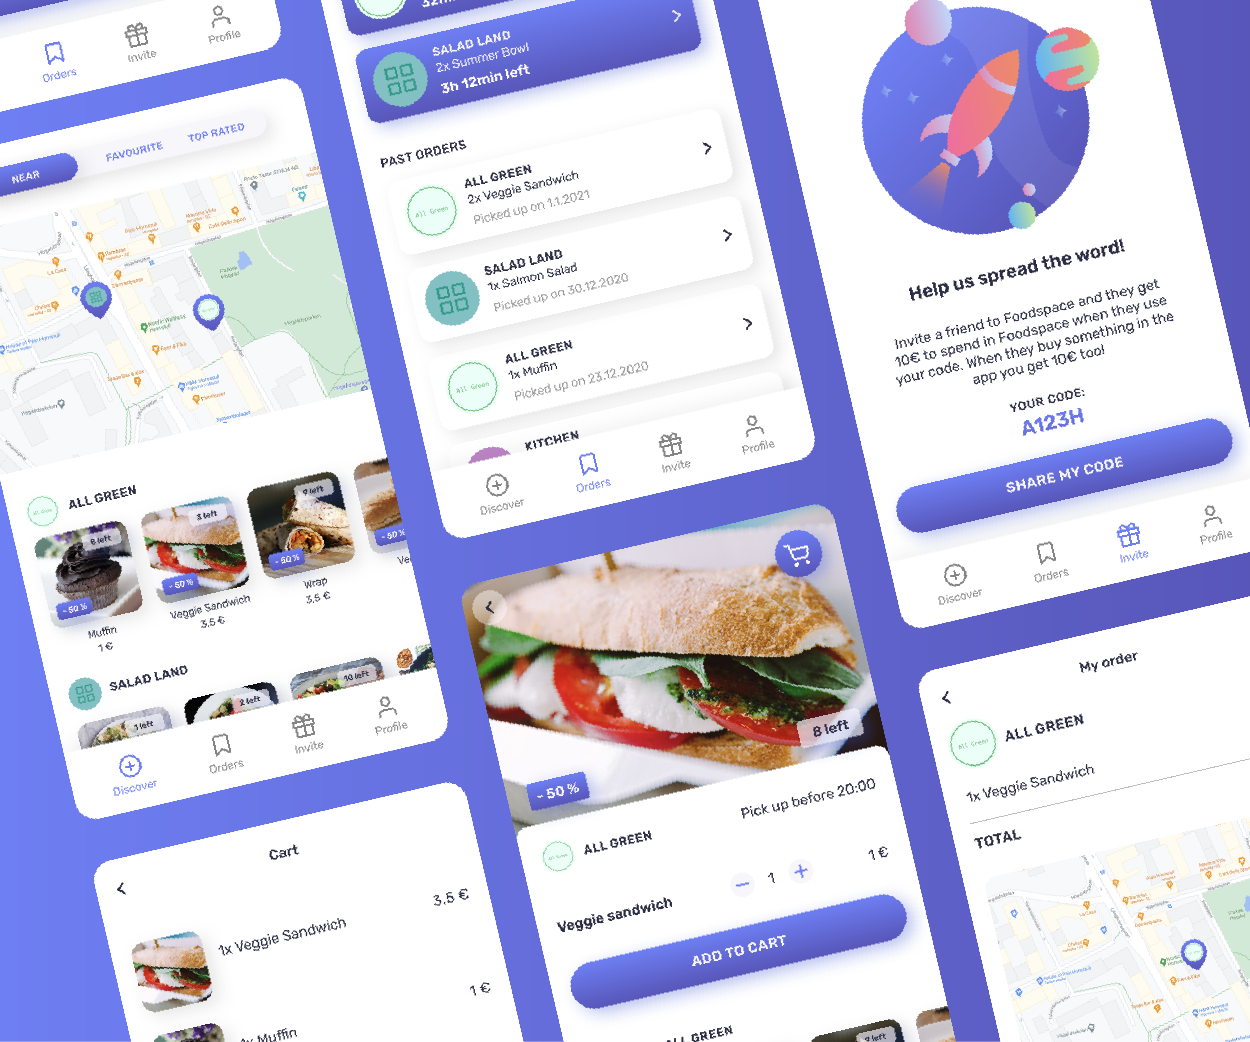 Orders
Invite
Profile
NEAR
FAVOURITE
TOP RATED
ALL GREEN
8 left
- 50 %
Muffin
1 €
3 left
- 50 %
Veggie Sandwich
3,5 €
9 left
- 50 %
Wrap
3,5 €
- 50 %
Ve
SALAD LAND
1 left
2 left
10 left
Discover
Orders
Invite
Profile
Cart
1x Veggie Sandwich
3,5 €
1x Muffin
1 €
SALAD LAND
2x Summer Bowl
3h 12min left
PAST ORDERS
ALL GREEN
2x Veggie Sandwich
Picked up on 1.1.2021
All Green
SALAD LAND
1x Salmon Salad
Picked up on 30.12.2020
ALL GREEN
1x Muffin
Picked up on 23.12.2020
All Green
KITCHEN
Discover
Orders
Invite
Profile
8 left
- 50 %
Pick up before 20:00
ALL GREEN
Veggie sandwich
1
1 €
ADD TO CART
ALL GREEN
9 left
Help us spread the word!
Invite a friend to Foodspace and they get
10€ to spend in Foodspace when they use
your code. When they buy something in the
app you get 10€ too!
YOUR CODE:
A123H
SHARE MY CODE
Discover
Orders
Invite
Profile
My order
All Green
ALL GREEN
1x Veggie Sandwich
TOTAL